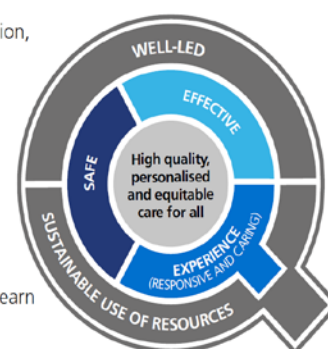 ion,
WELL-LED
EFFECTIVE
SAFE
High quality,
personalised
and equitable
care for all
EXPERIENCE
(RESPONSIVE AND CARING)
SUSTAINABLE USE OF RESOURCES
earn